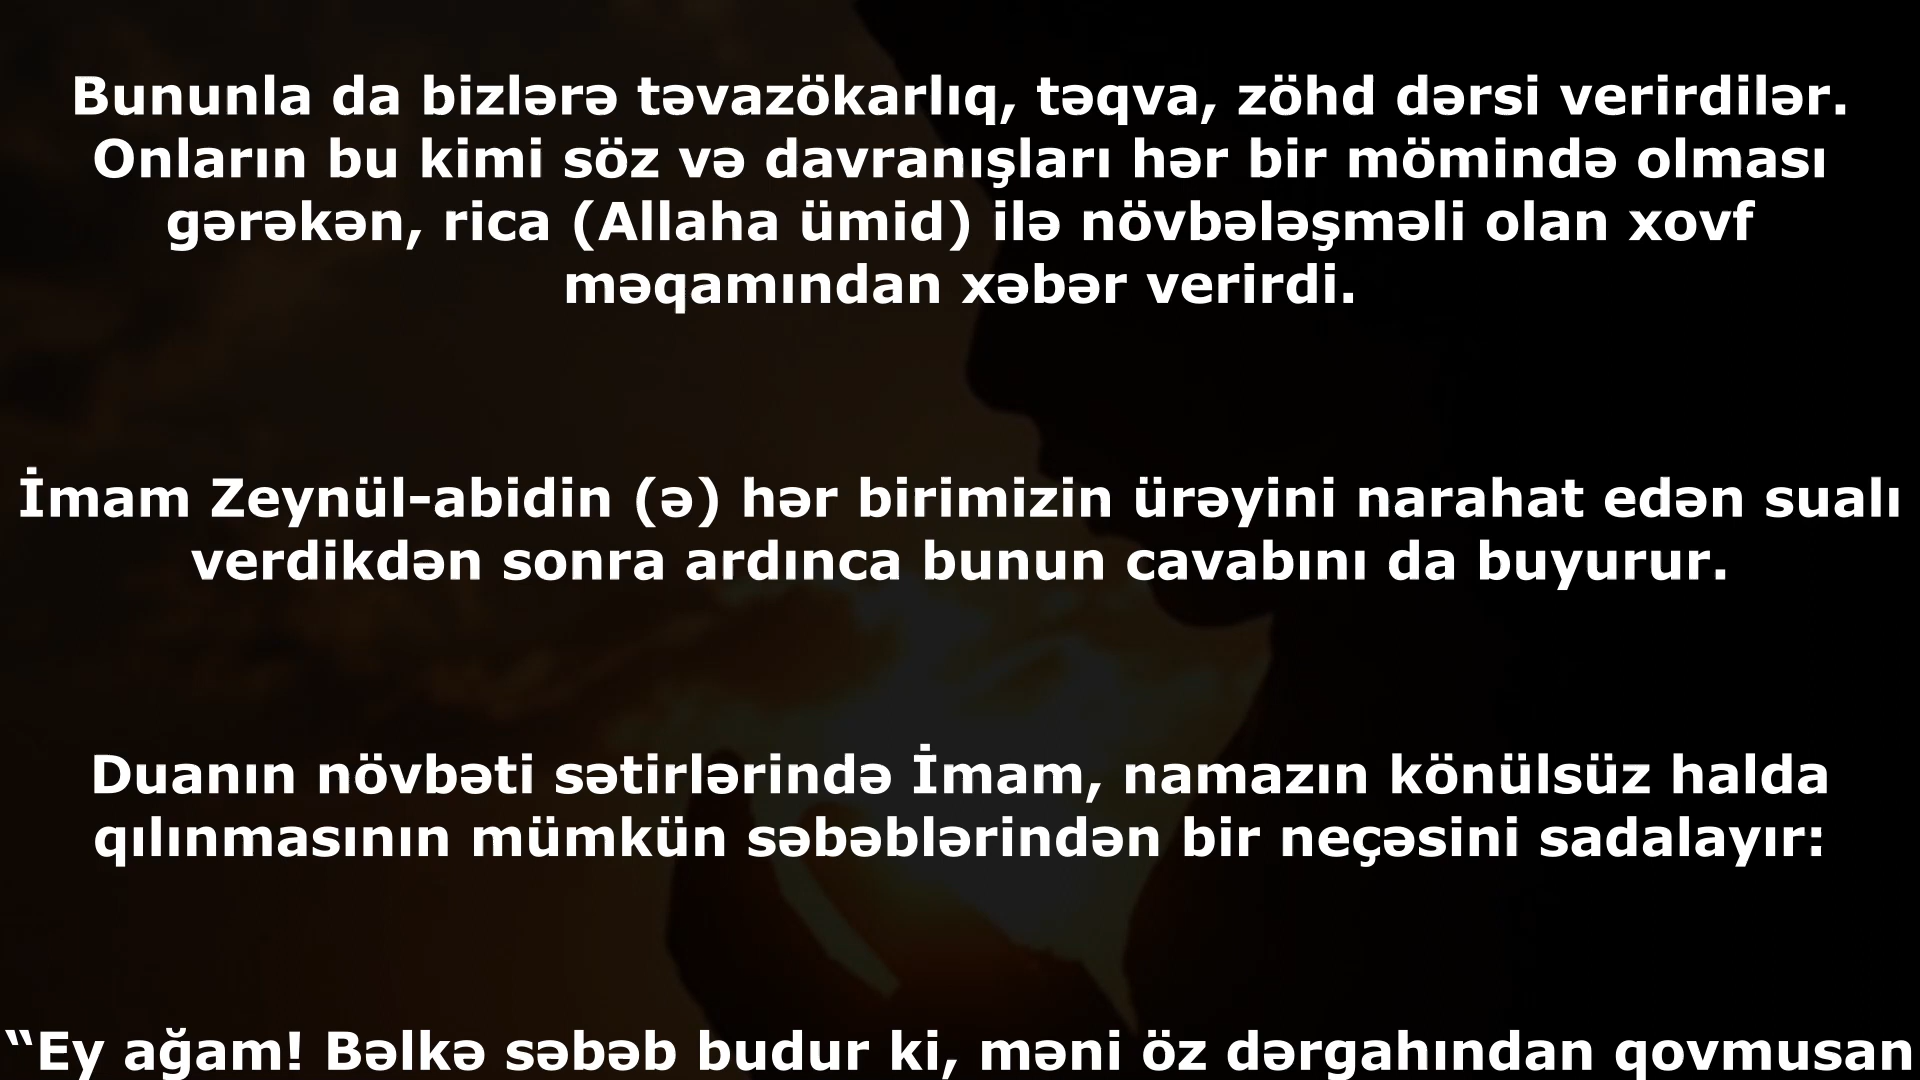 Bununla da bizlərə təvazökarlıq, təqva, zöhd dərsi verirdilər.
Onların bu kimi söz və davranışları hər bir mömində olması
gərəkən, rica (Allaha ümid) ilə növbələşməli olan xovf
məqamından xəbər verirdi.
İmam Zeynül-abidin (ə) hər birimizin ürəyini narahat edən sualı
verdikdən sonra ardınca bunun cavabını da buyurur.
Duanın növbəti sətirlərində İmam, namazın könülsüz halda
qılınmasının mümkün səbəblərindən bir neçəsini sadalayır:
“Ey ağam! Bəlkə səbəb budur ki, məni öz dərgahından qovmusan